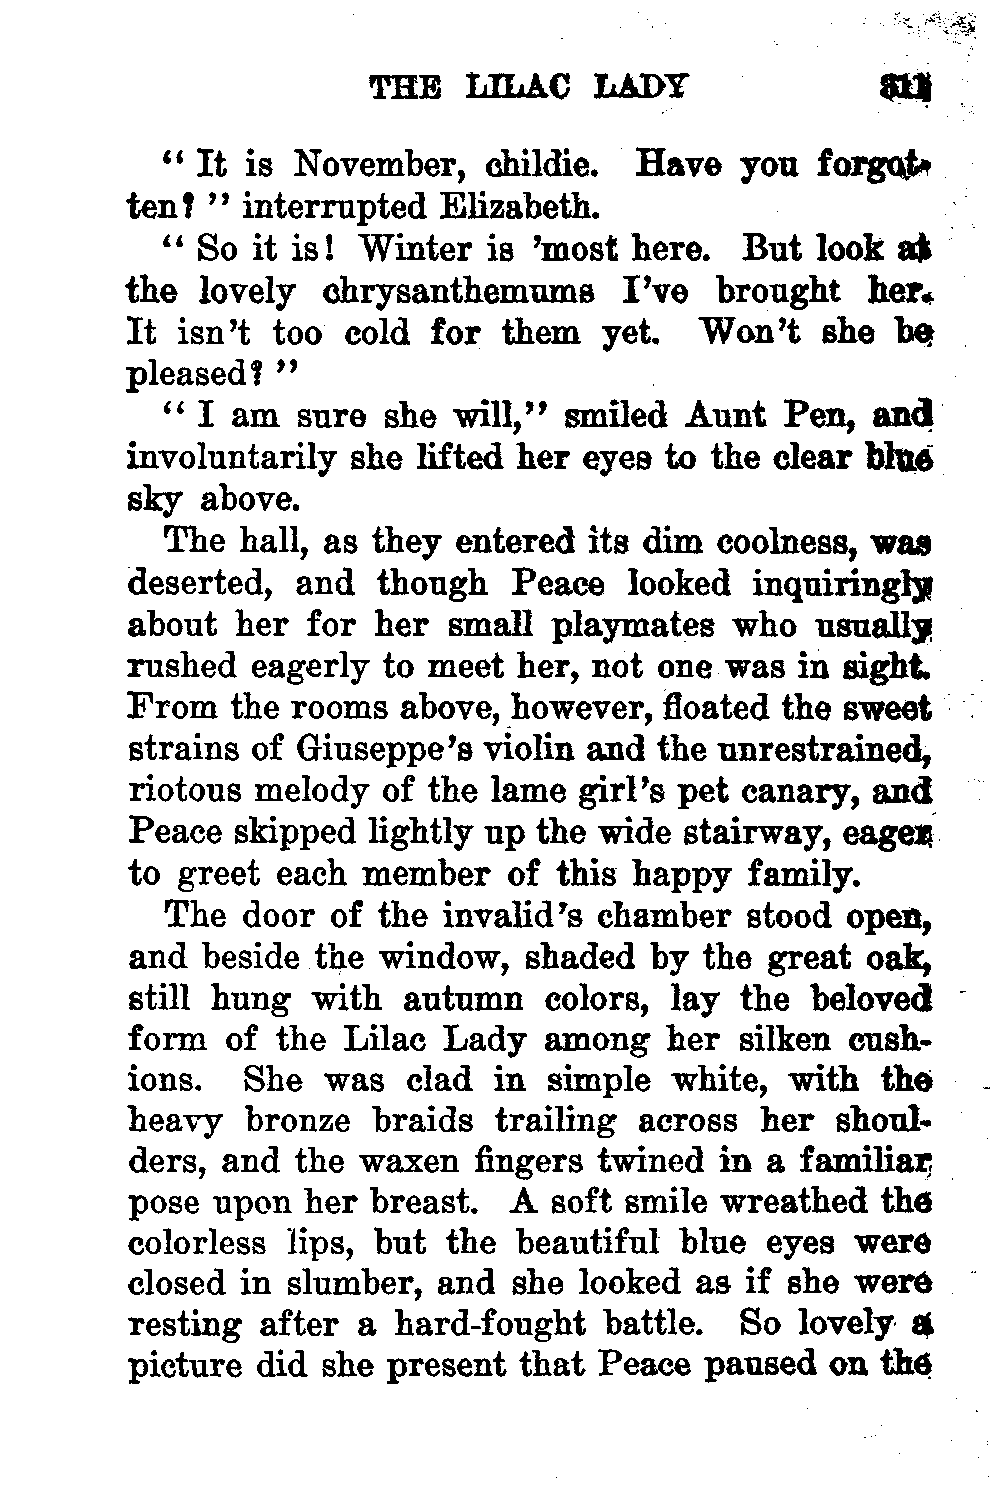 THE LILAC LADY 311
“ It is November, childie. Have you forgot-
ten? ” interrupted Elizabeth.
“ So it is! Winter is ’most here. But look at
the lovely chrysanthemums I’ve brought her.
It isn’t too cold for them yet. Won’t she be
pleased? ”
“ I am sure she will,” smiled Aunt Pen, and
involuntarily she lifted her eyes to the clear blue
sky above.
The hall, as they entered its dim coolness, was
deserted, and though Peace looked inquiringly
about her for her small playmates who usually
rushed eagerly to meet her, not one was in sight.
From the rooms above, however, floated the sweet
strains of Giuseppe’s violin and the unrestrained,
riotous melody of the lame girl’s pet canary, and
Peace skipped lightly up the wide stairway, eager
to greet each member of this happy family.
The door of the invalid’s chamber stood open,
and beside the window, shaded by the great oak,
still hung with autumn colors, lay the beloved
form of the Lilac Lady among her silken cush-
ions. She was clad in simple white, with the
heavy bronze braids trailing across her shoul-
ders, and the waxen fingers twined in a familiar
pose upon her breast. A soft smile wreathed the
colorless lips, but the beautiful blue eyes were
closed in slumber, and she looked as if she were
resting after a hard-fought battle. So lovely a
picture did she present that Peace paused on the